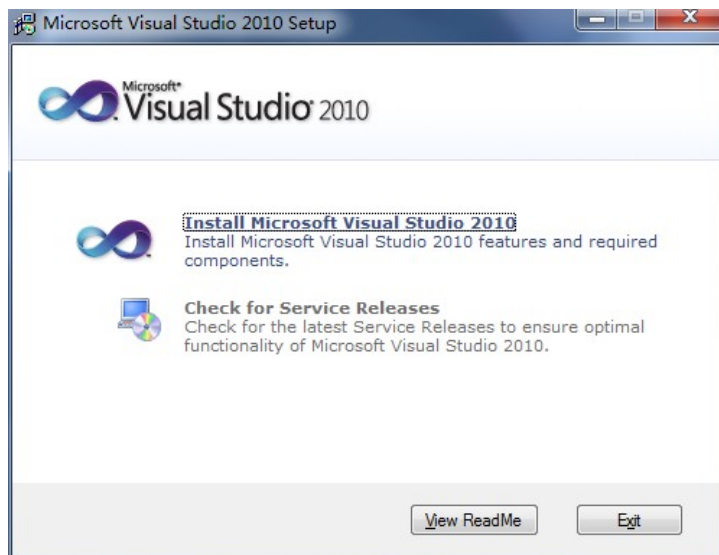 Microsoft Visual Studio 2010 Setup
Microsoft®
Visual Studio® 2010
Install Microsoft Visual Studio 2010
Install Microsoft Visual Studio 2010 features and required
components.
Check for Service Releases
Check for the latest Service Releases to ensure optimal
functionality of Microsoft Visual Studio 2010.
View ReadMe
Exit